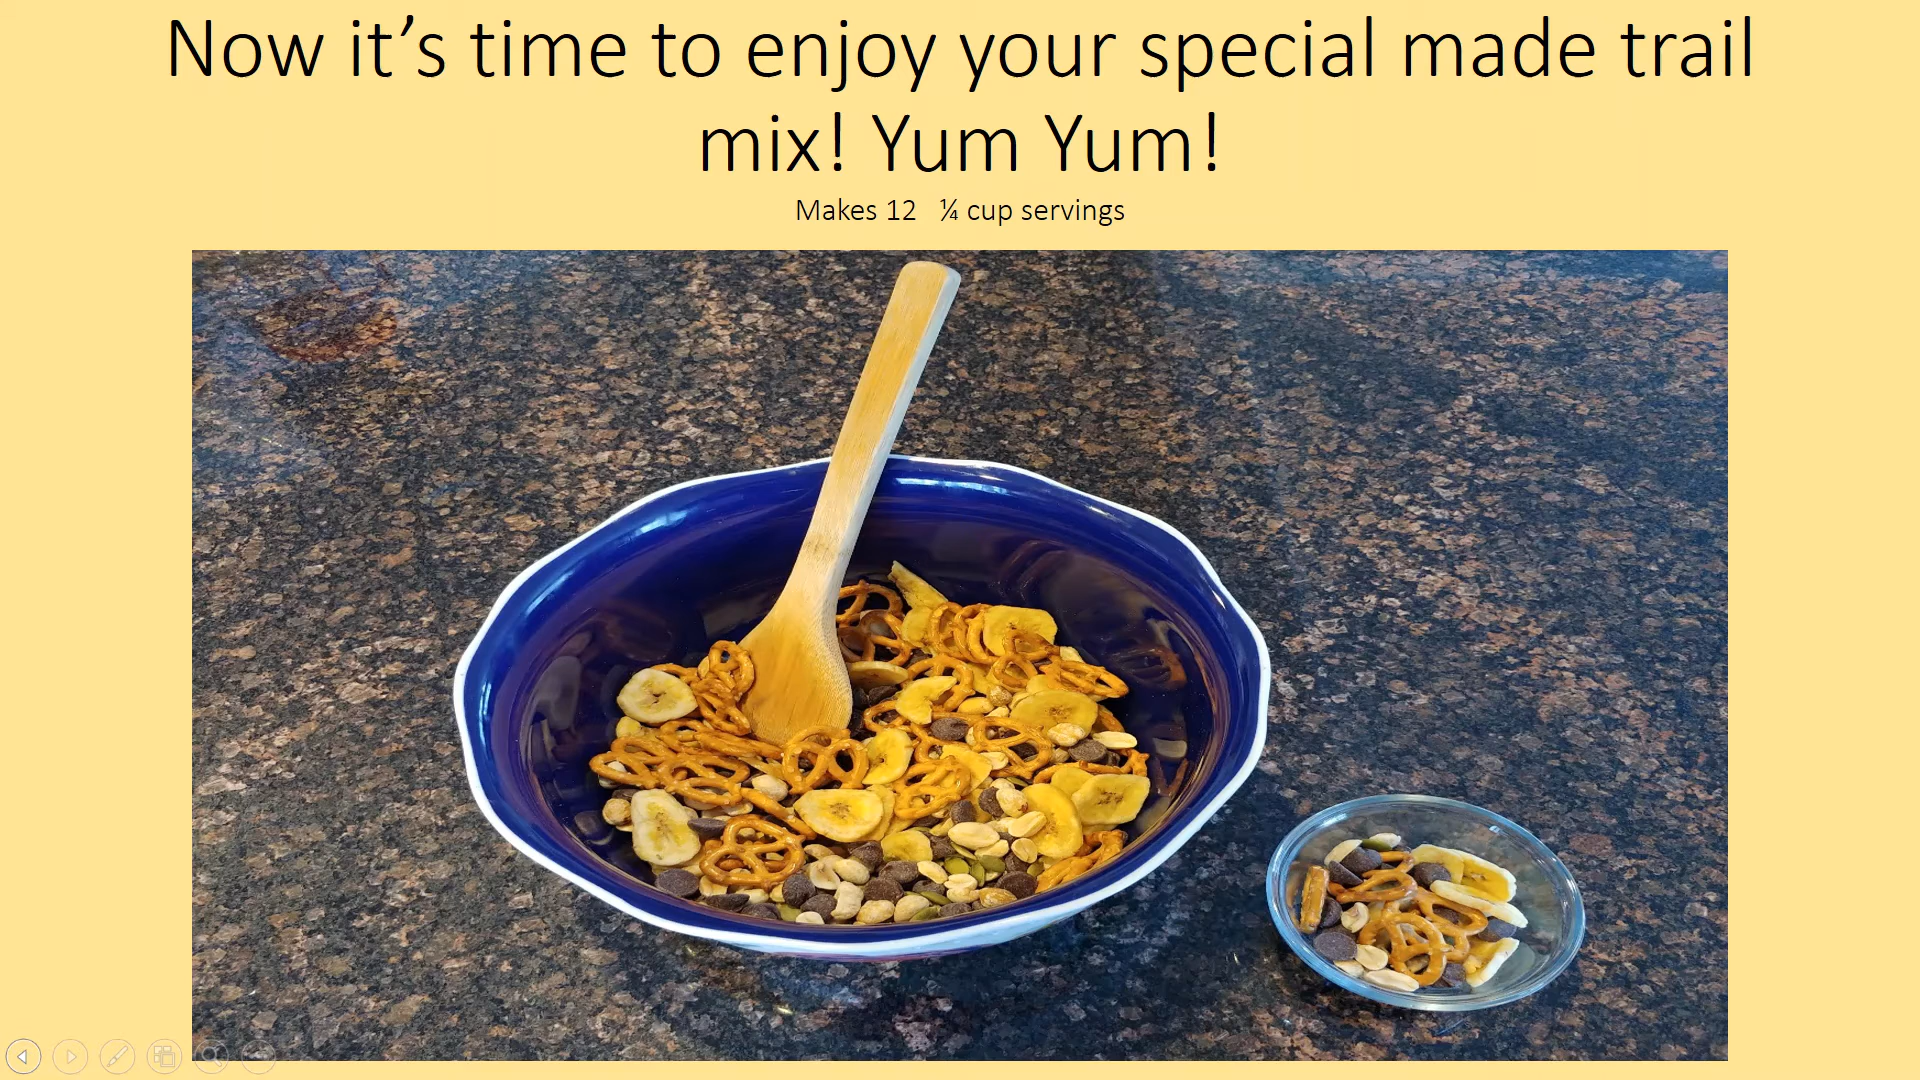 Now it’s time to enjoy your special made trail
mix! Yum Yum!
Makes 12   ¼ cup servings